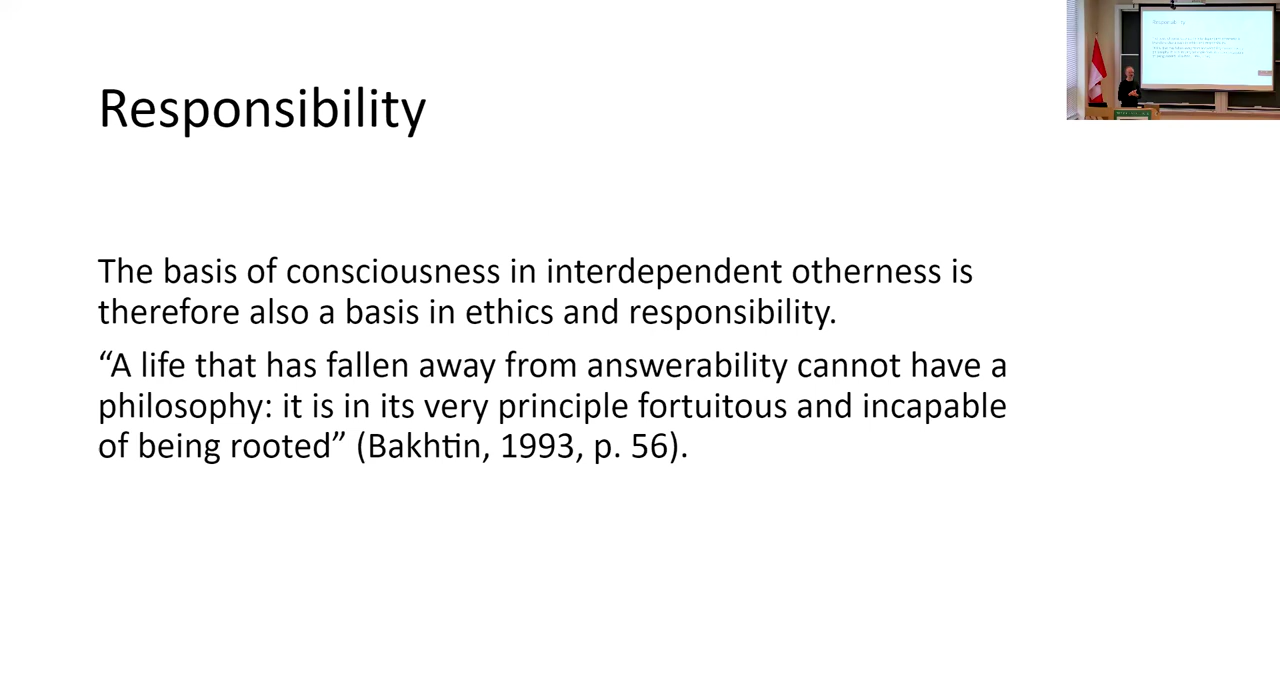 Responsibility
The basis of consciousness in interdependent otherness is
therefore also a basis in ethics and responsibility.
“A life that has fallen away from answerability cannot have a
philosophy: it is in its very principle fortuitous and incapable
of being rooted” (Bakhtin, 1993, p. 56).
Responsibility